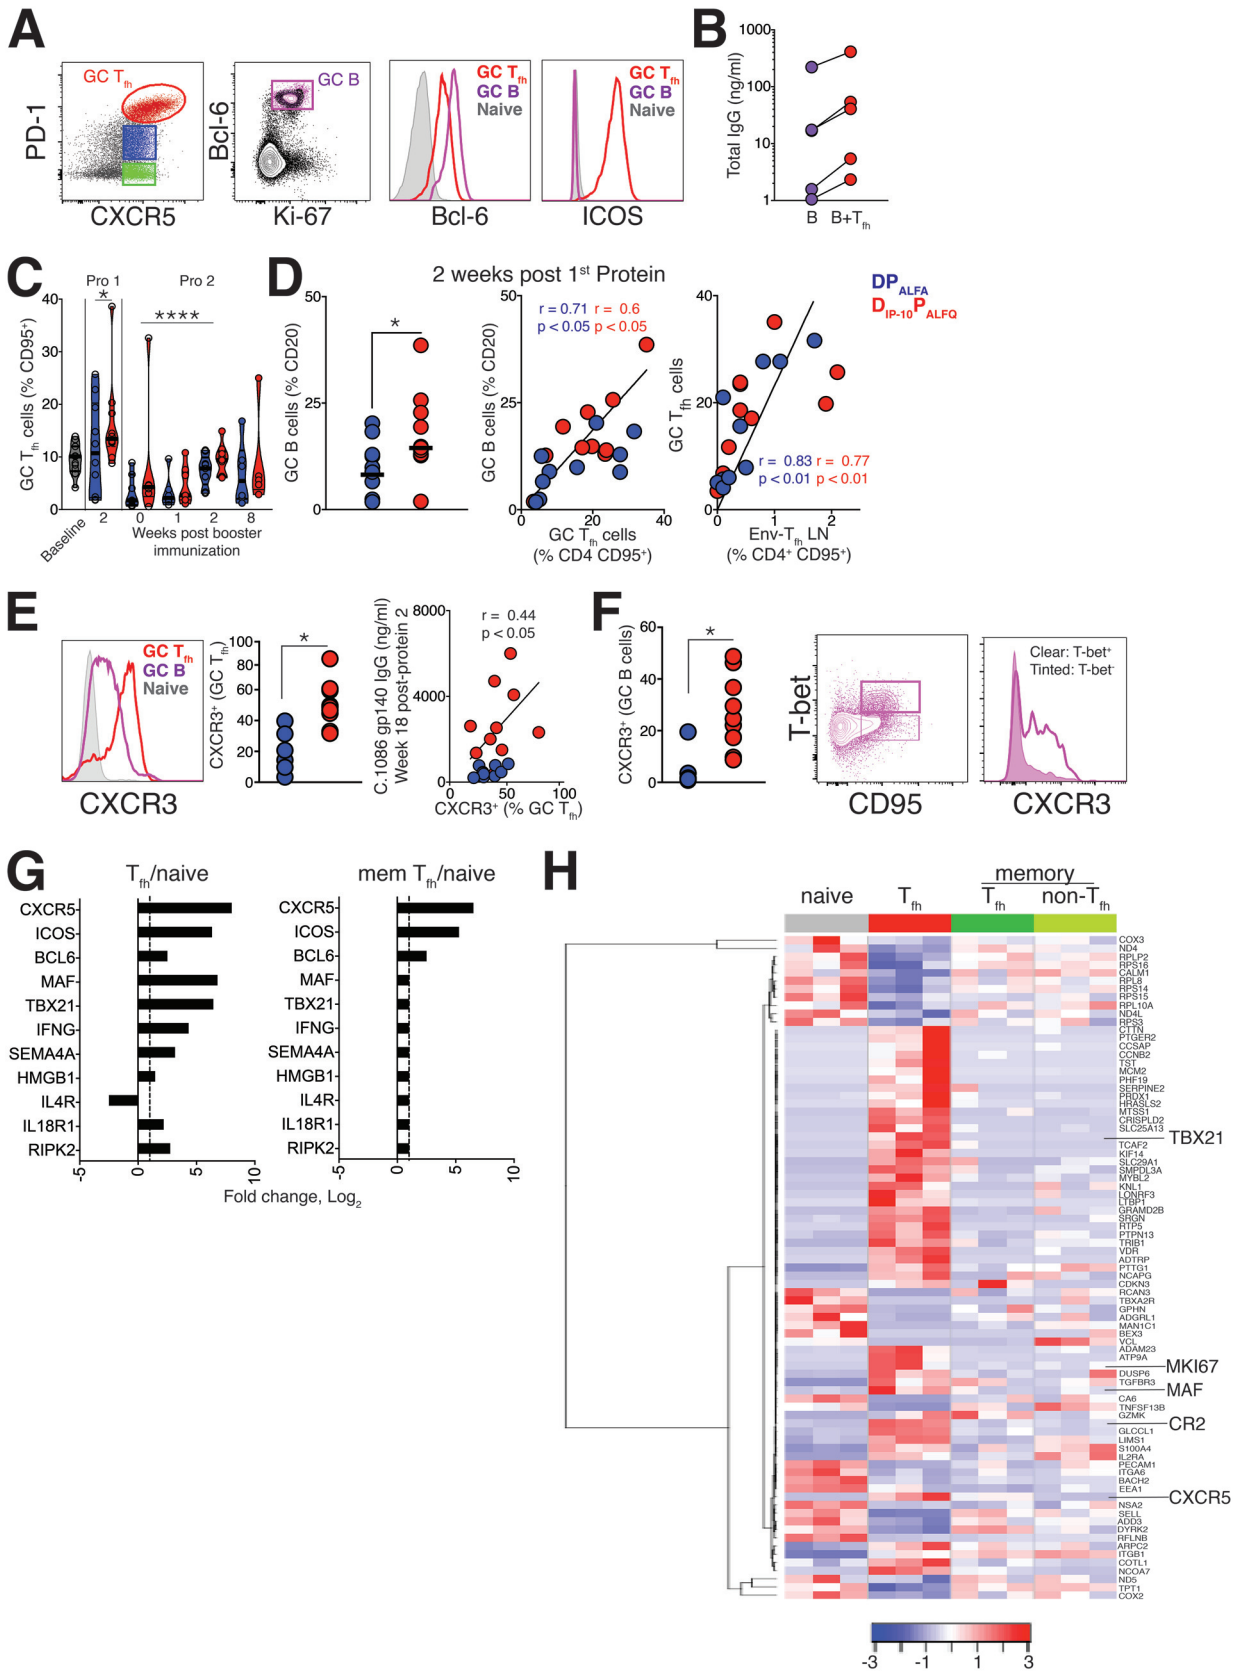 A
GC Tfh
PD-1
CXCR5
GC B
Bcl-6
Ki-67
GC Tfh
GC B
Naive
Bcl-6
GC Tfh
GC B
Naive
ICOS
B
Total IgG (ng/ml)
1000
100
10
1
B B+Tfh
C
Pro 1 Pro 2
*
****
GC Tfh cells (% CD95+)
40
30
20
10
0
Baseline 2 0 1 2 8
Weeks post booster
immunization
D
2 weeks post 1st Protein
DPALFA
DIP-10PALFQ
GC B cells (% CD20)
50
25
0
*
GC B cells (% CD20)
50
25
0
r = 0.71 r = 0.6
p < 0.05 p < 0.05
0 20 40
GC Tfh cells
(% CD4 CD95+)
GC Tfh cells
40
20
0
r = 0.83 r = 0.77
p < 0.01 p < 0.01
0 1 2
Env-Tfh LN
(% CD4+ CD95+)
E
GC Tfh
GC B
Naive
CXCR3
CXCR3+ (GC Tfh)
100
80
60
40
20
0
*
C.1086 gp140 IgG (ng/ml)
Week 18 post-protein 2
8000
4000
0
r = 0.44
p < 0.05
0 50 100
CXCR3+ (% GC Tfh)
F
CXCR3+ (GC B cells)
60
40
20
0
*
T-bet
CD95
Clear: T-bet+
Tinted: T-bet-
CXCR3
G
Tfh/naive
CXCR5
ICOS
BCL6
MAF
TBX21
IFNG
SEMA4A
HMGB1
IL4R
IL18R1
RIPK2
-5 0 5 10
mem Tfh/naive
CXCR5
ICOS
BCL6
MAF
TBX21
IFNG
SEMA4A
HMGB1
IL4R
IL18R1
RIPK2
-5 0 5 10
Fold change, Log2
H
memory
naive Tfh Tfh non-Tfh
COX3
ND4
RPLP2
RPS16
CALM1
RPL8
RPS14
RPS15
RPL10A
ND4L
RPS3
CTTN
PTGER2
CCSAP
CCNB2
TST
MCM2
PHF19
SERPINE2
PRDX1
HRASLS2
MTSS1
CRISPLD2
SLC25A13
TBX21
TCAF2
KIF14
SLC29A1
SMPDL3A
MYBL2
KNL1
LONRF3
LTBP1
GRAMD2B
SRGN
RTP5
PTPN13
TRIB1
VDR
ADTRP
PTTG1
NCAPG
CDKN3
RCAN3
TBXA2R
GPHN
ADGRL1
MAN1C1
BEX3
VCL
ADAM23
ATP9A
MKI67
DUSP6
TGFBR3
MAF
CA6
TNFSF13B
GZMK
CR2
GLCCL1
LIMS1
S100A4
IL2RA
PECAM1
ITGA6
BACH2
EEA1
CXCR5
NSA2
SELL
ADD3
DYRK2
RFLNB
ARPC2
ITGB1
COTL1
NCOA7
ND5
TPT1
COX2
-3 -1 1 3